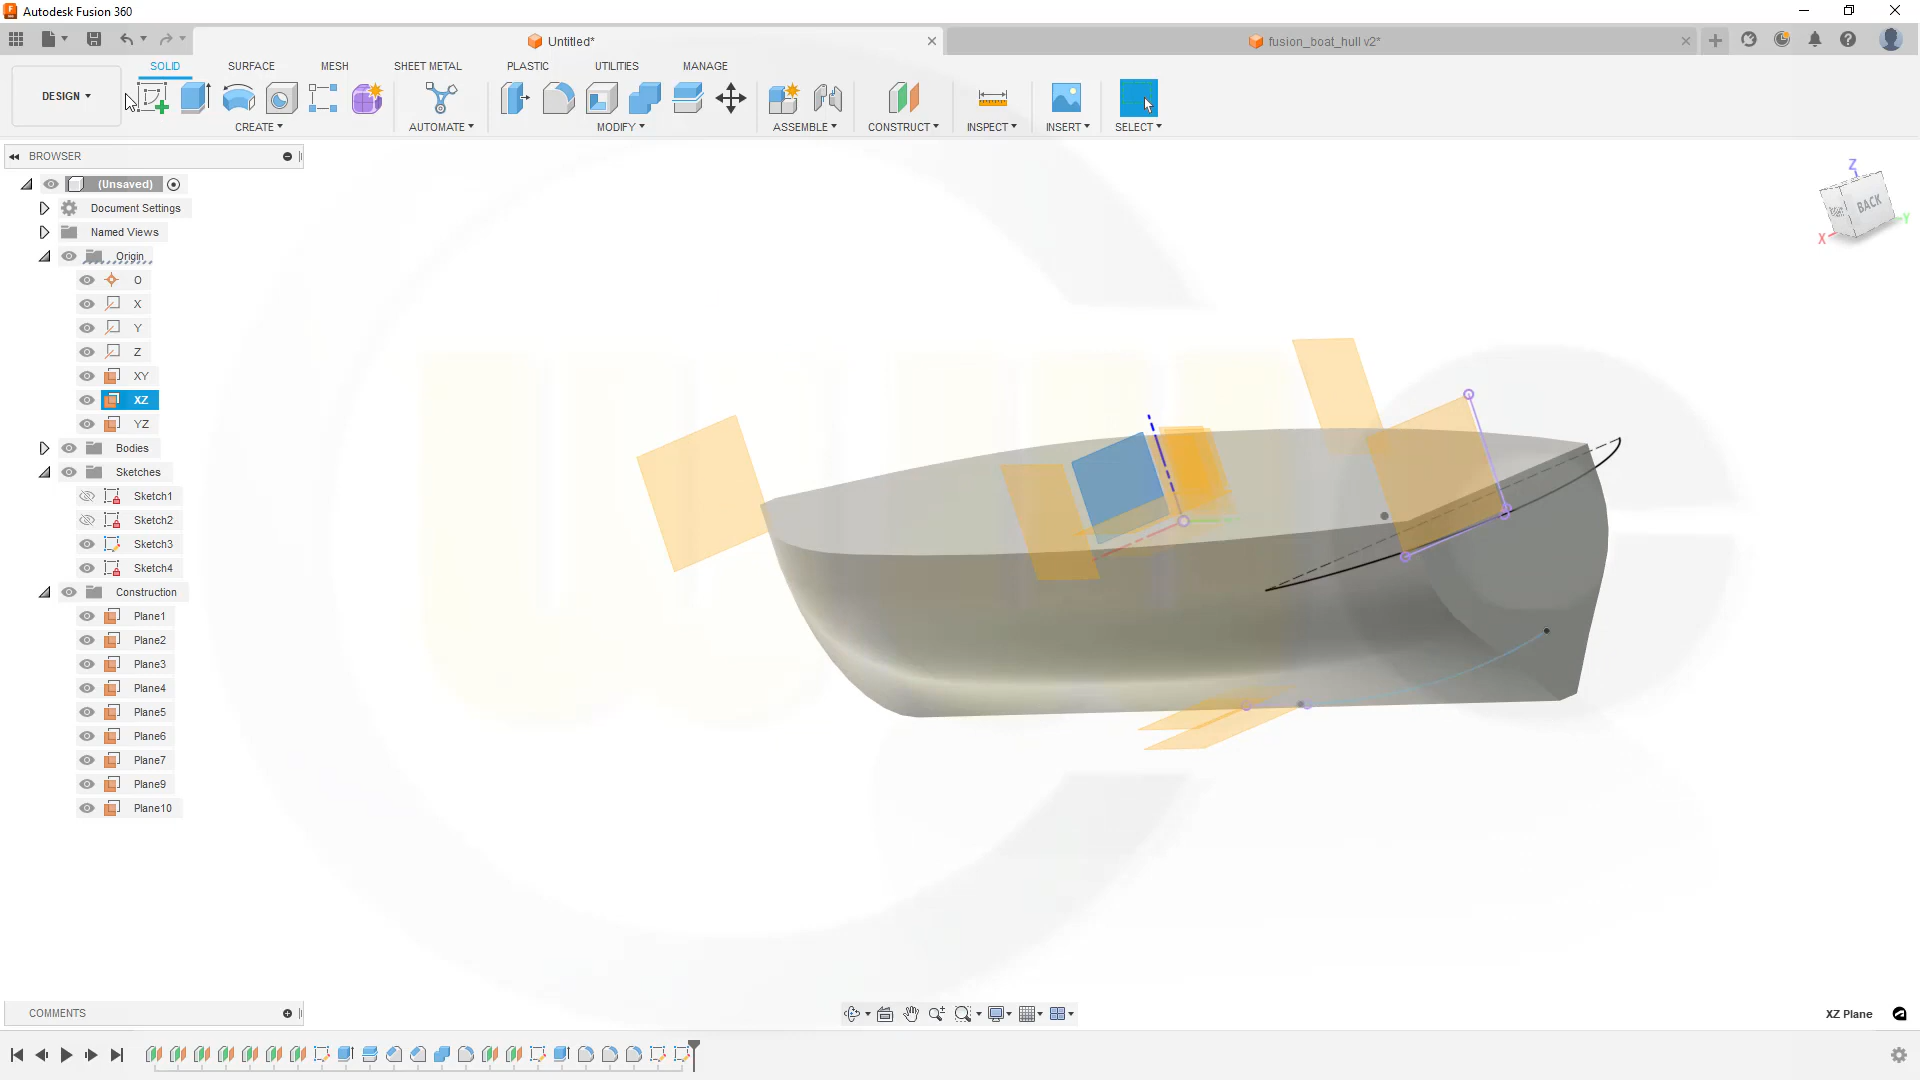 Autodesk Fusion 360
Untitled*
fusion_boat_hull v2*
DESIGN
SOLID
SURFACE
MESH
SHEET METAL
PLASTIC
UTILITIES
MANAGE
CREATE
AUTOMATE
MODIFY
ASSEMBLE
CONSTRUCT
INSPECT
INSERT
SELECT
BROWSER
(Unsaved)
Document Settings
Named Views
Origin
O
X
Y
Z
XY
XZ
YZ
Bodies
Sketches
Sketch1
Sketch2
Sketch3
Sketch4
Construction
Plane1
Plane2
Plane3
Plane4
Plane5
Plane6
Plane7
Plane9
Plane10
Z
BACK
Y
X
COMMENTS
XZ Plane